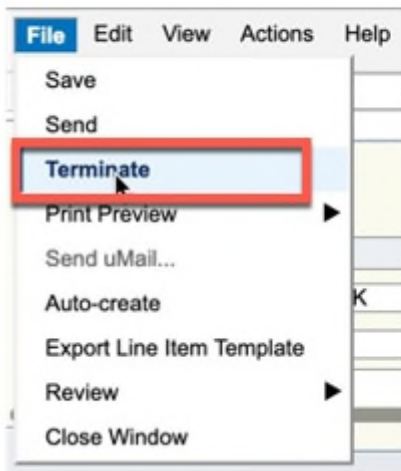 File Edit View Actions Help
Save
Send
Terminate
Print Preview
Send uMail...
Auto-create
K
Export Line Item Template
Review
Close Window